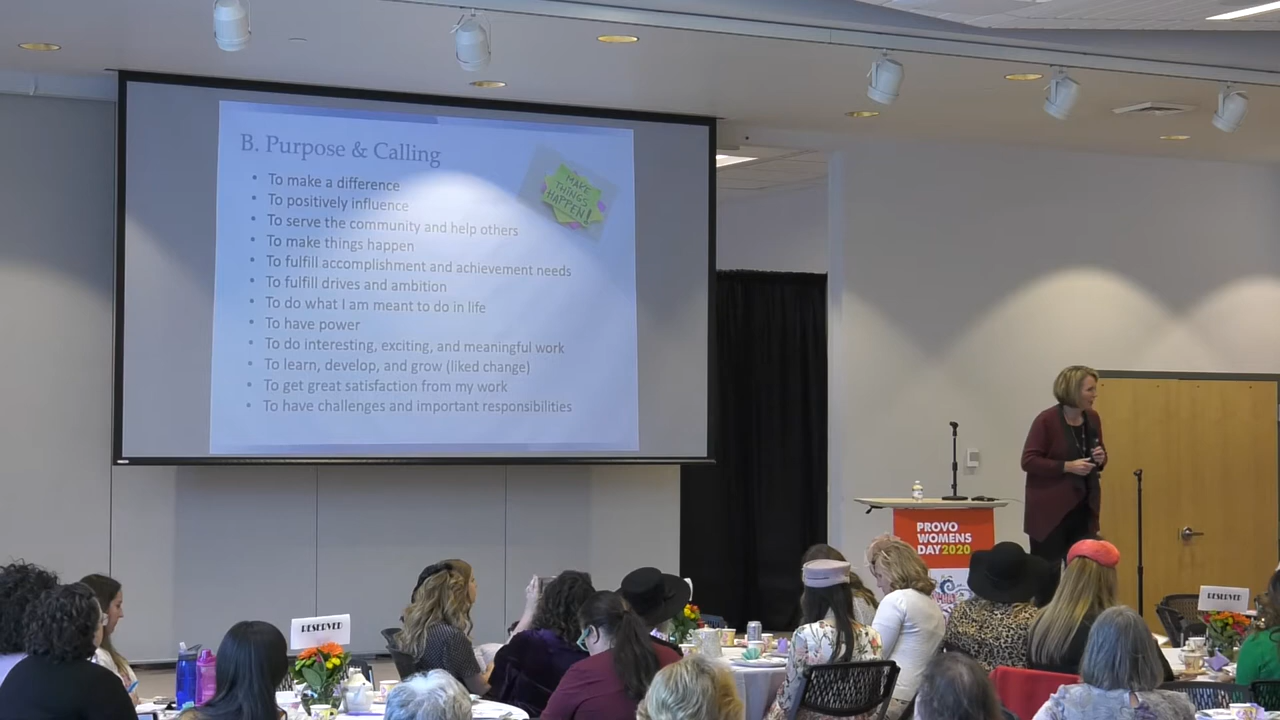 B. Purpose & Calling
MAKE
THINGS
HAPPEN!
• To make a difference
• To positively influence
• To serve the community and help others
• To make things happen
• To fulfill accomplishment and achievement needs
• To fulfill drives and ambition
• To do what I am meant to do in life
• To have power
• To do interesting, exciting, and meaningful work
• To learn, develop, and grow (liked change)
• To get great satisfaction from my work
• To have challenges and important responsibilities
PROVO
WOMENS
DAY2020
RESERVED
RESERVED